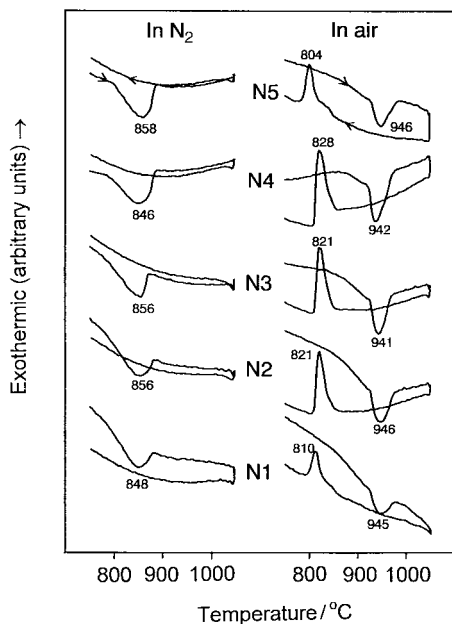 In N₂ In air
804
858 N5 946
828
846 N4 942
821
856 N3 941
821
856 N2 946
810
848 N1 945
Exothermic (arbitrary units) →
800 900 1000 800 900 1000
Temperature / °C